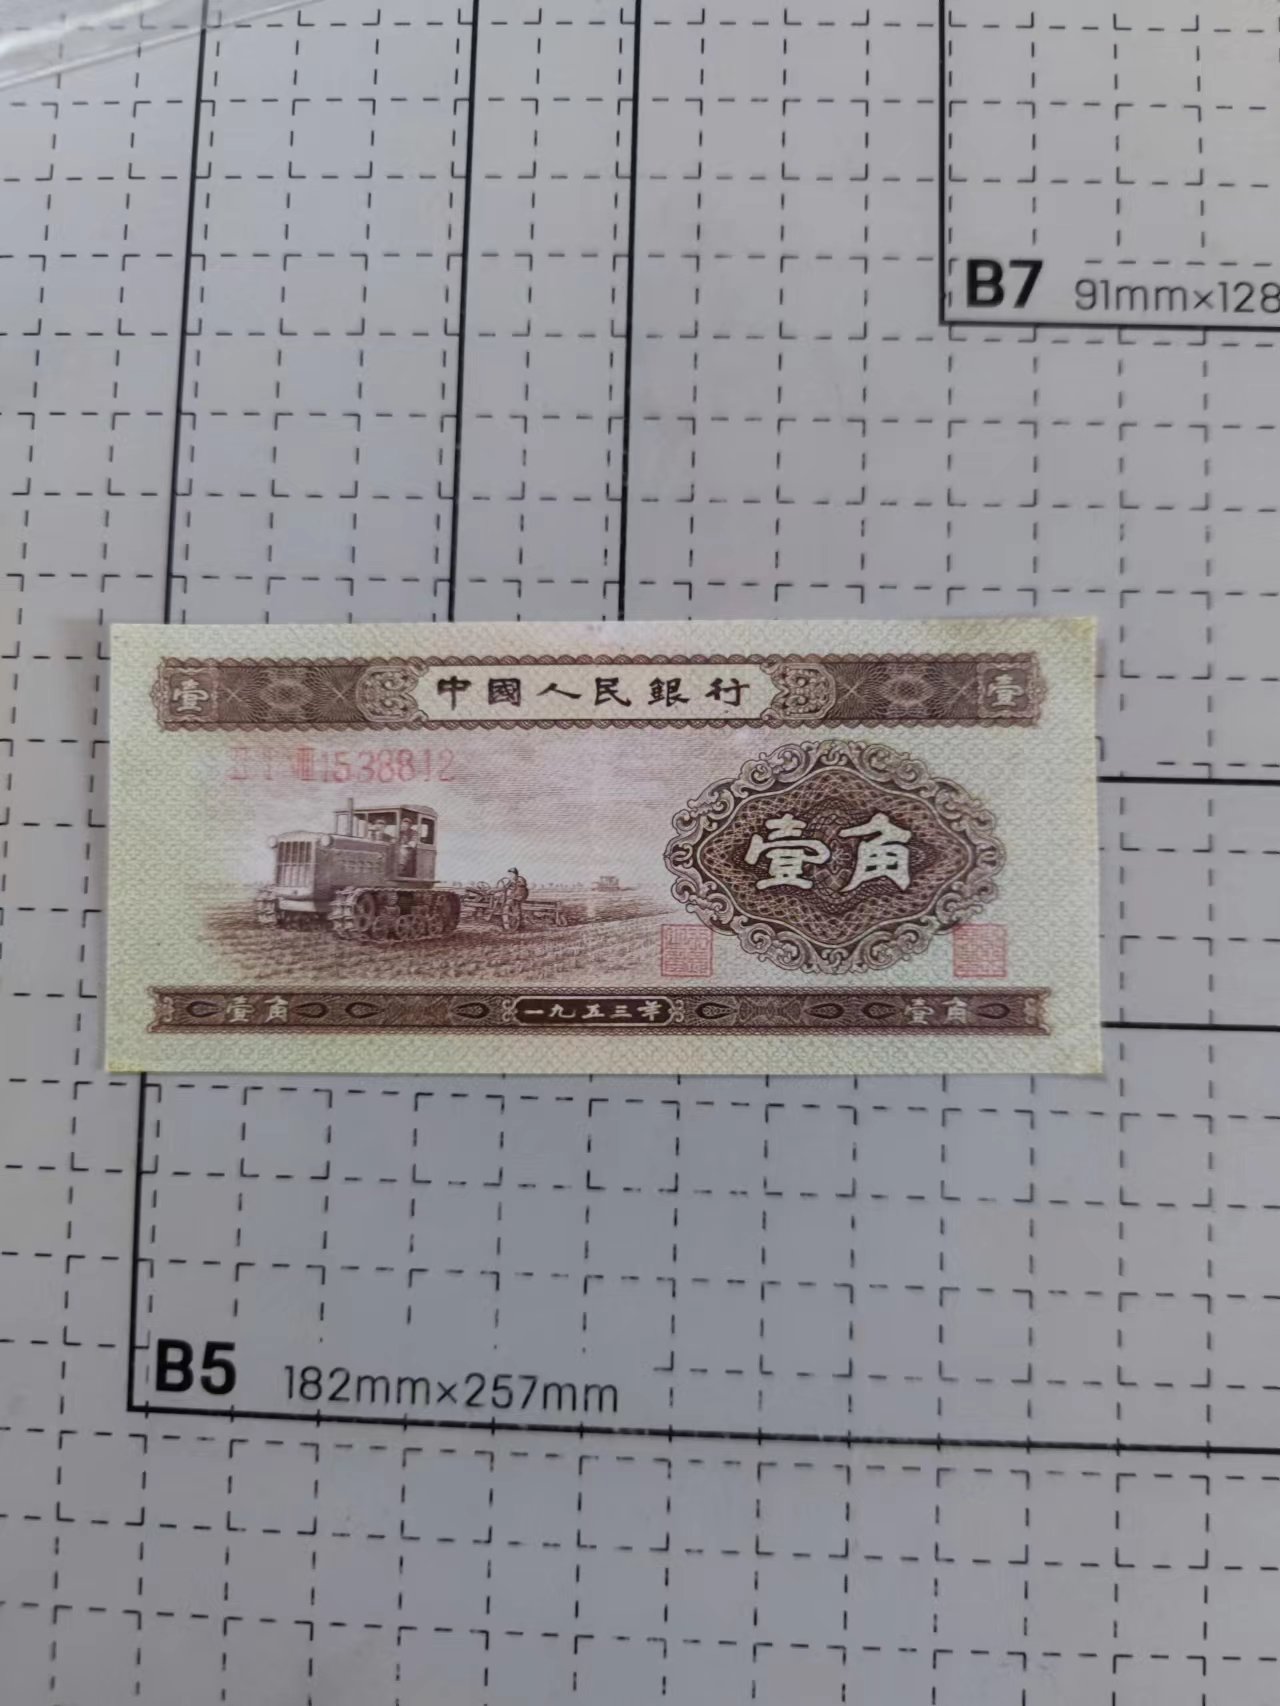 B7 91mm×128
中國人民銀行
壹 壹
1538812
壹角
壹角 一九五三年 壹角
B5 182mm×257mm